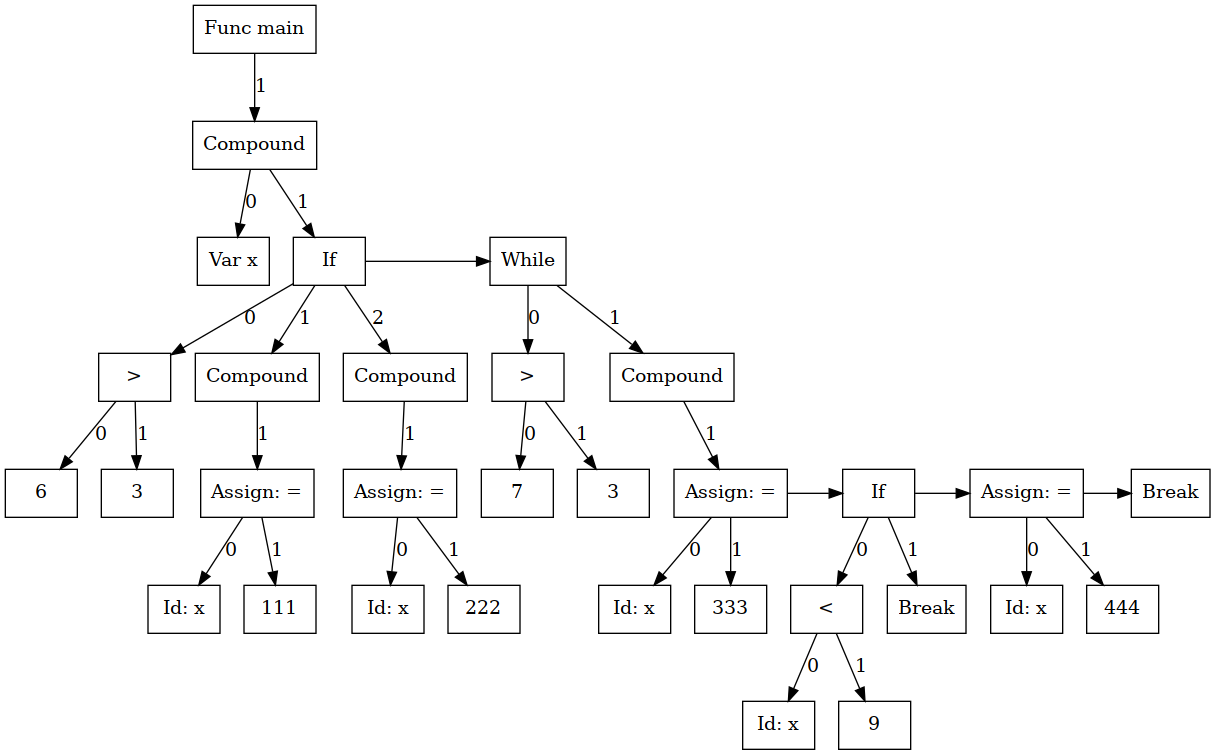 Func main
1
Compound
0
1
Var x
If
While
0
1
2
0
1
>
Compound
Compound
>
Compound
0
1
1
1
0
1
1
6
3
Assign: =
Assign: =
7
3
Assign: =
If
Assign: =
Break
0
1
0
1
0
1
0
1
0
1
Id: x
111
Id: x
222
Id: x
333
<
Break
Id: x
444
0
1
Id: x
9